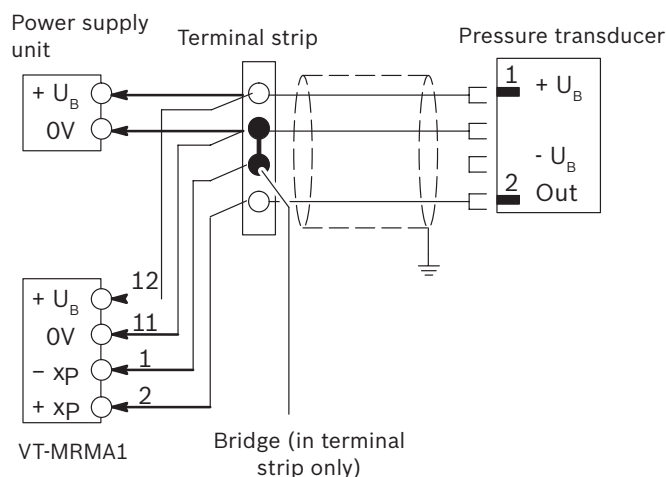 Power supply
unit
Terminal strip
Pressure transducer
+ U_B
0V
1
+ U_B
- U_B
2
Out
12
+ U_B
11
0V
1
− xP
2
+ xP
VT-MRMA1
Bridge (in terminal
strip only)